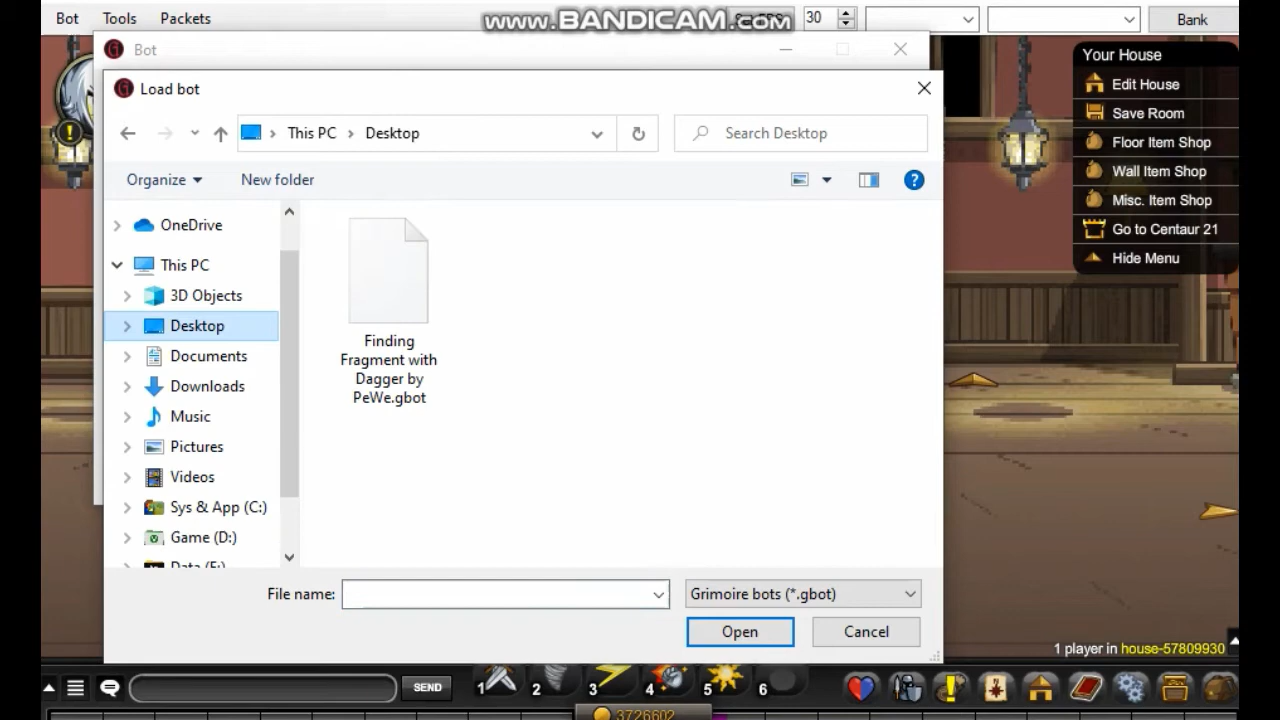 Bot Tools Packets
www.BANDICAM.com
30
Bank
Bot
Load bot
This PC Desktop
Search Desktop
Organize New folder
OneDrive
This PC
3D Objects
Desktop
Documents
Downloads
Music
Pictures
Videos
Sys & App (C:)
Game (D:)
Finding
Fragment with
Dagger by
PeWe.gbot
File name:
Grimoire bots (*.gbot)
Open Cancel
Your House
Edit House
Save Room
Floor Item Shop
Wall Item Shop
Misc. Item Shop
Go to Centaur 21
Hide Menu
1 player in house-57809930
SEND
1 2 3 4 5 6
3726602